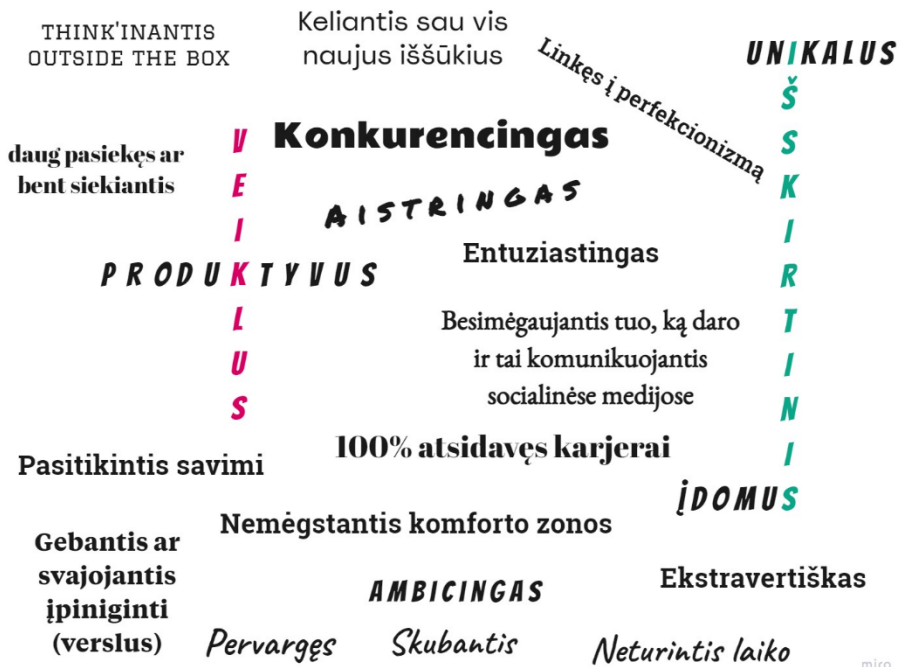 THINK'INANTIS
OUTSIDE THE BOX
Keliantis sau vis
naujus iššūkius
Linkęs į perfekcionizmą
UNIKALUS
IŠSKIRTINIS
daug pasiekęs ar
bent siekiantis
VEIKLUS
Konkurencingas
AISTRINGAS
Entuziastingas
PRODUKTYVUS
Besimėgaujantis tuo, ką daro
ir tai komunikuojantis
socialinėse medijose
100% atsidavęs karjerai
Pasitikintis savimi
ĮDOMUS
Nemėgstantis komforto zonos
Gebantis ar
svajojantis
įpiniginti
(verslus)
Ekstravertiškas
AMBICINGAS
Pervargęs
Skubantis
Neturintis laiko
miro